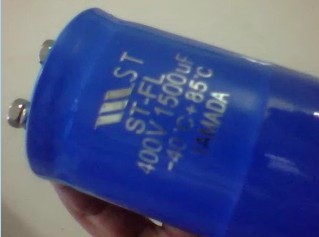 ST
ST-FL
400V 1500uF
-40°C+85°C
CANADA